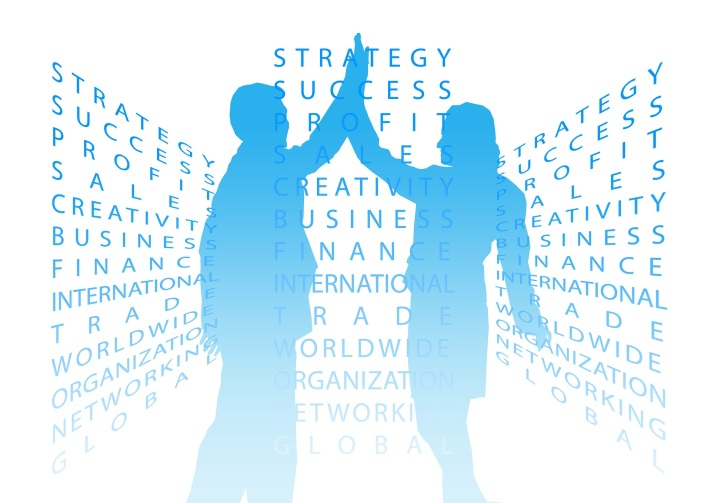 STRATEGY
SUCCESS
PROFIT
SALES
CREATIVITY
BUSINESS
FINANCE
INTERNATIONAL
TRADE
WORLDWIDE
ORGANIZATION
NETWORKING
GLOBAL
STRATEGY
SUCCESS
PROFIT
SALES
CREATIVITY
BUSINESS
FINANCE
INTERNATIONAL
TRADE
WORLDWIDE
ORGANIZATION
ETWORKI
GLOBAL
STRATEGY
SUCCESS
PROFIT
SALES
CREATIVITY
BUSINESS
FINANCE
INTERNATIONAL
TRADE
WORLDWIDE
ORGANIZATION
NETWORKING
GLOBAL